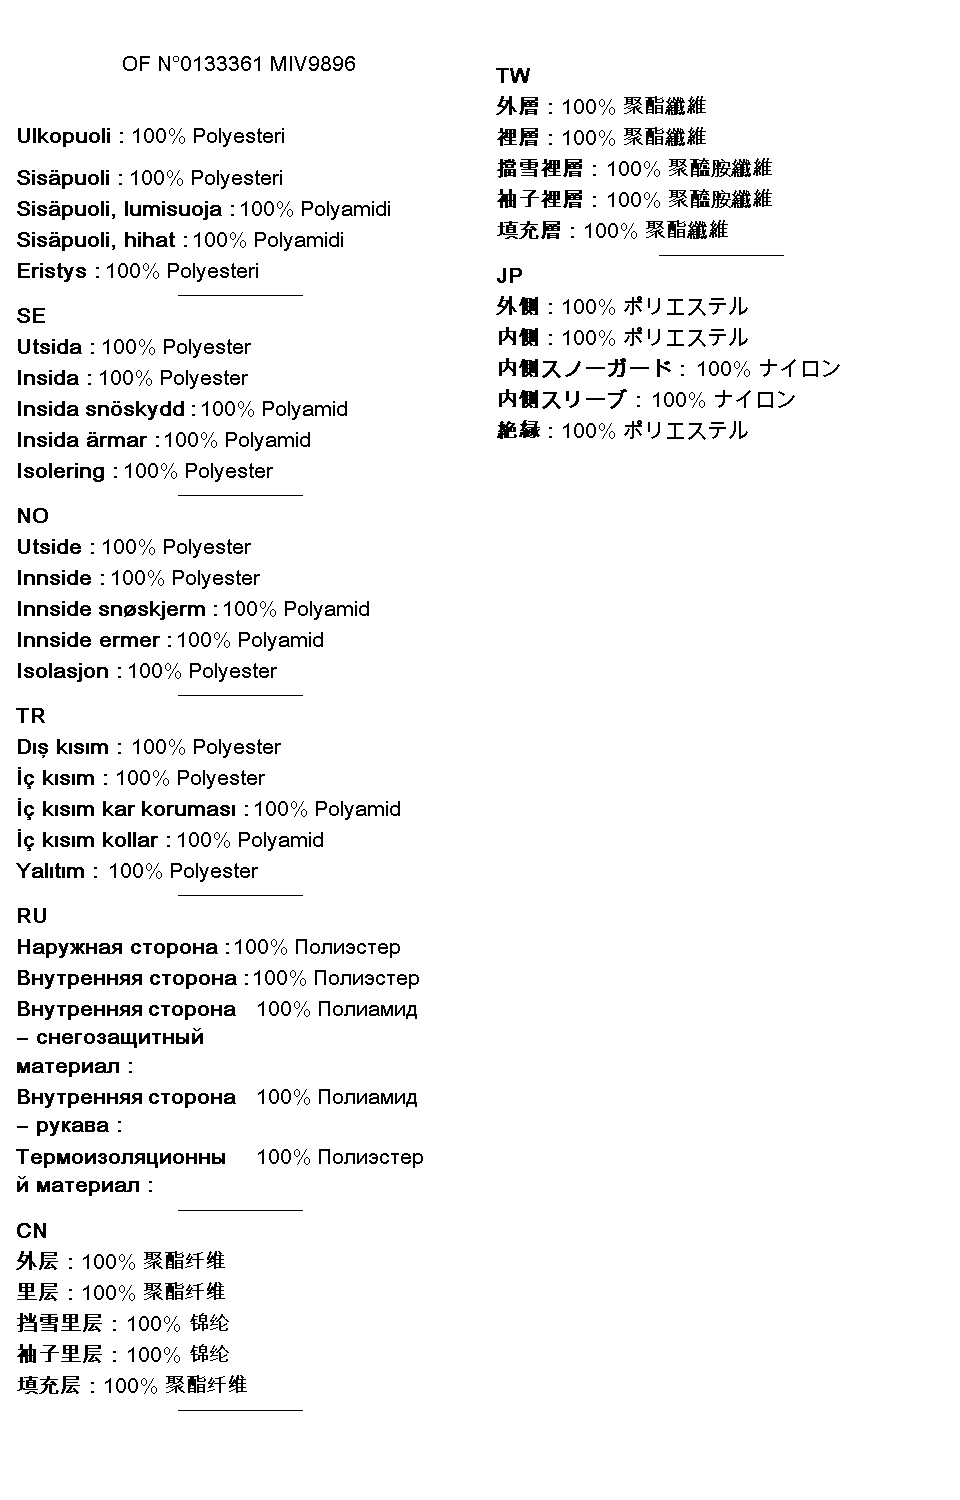 OF N°0133361 MIV9896
Ulkopuoli : 100% Polyesteri
Sisäpuoli : 100% Polyesteri
Sisäpuoli, lumisuoja : 100% Polyamidi
Sisäpuoli, hihat : 100% Polyamidi
Eristys : 100% Polyesteri
SE
Utsida : 100% Polyester
Insida : 100% Polyester
Insida snöskydd : 100% Polyamid
Insida ärmar : 100% Polyamid
Isolering : 100% Polyester
NO
Utside : 100% Polyester
Innside : 100% Polyester
Innside snøskjerm : 100% Polyamid
Innside ermer : 100% Polyamid
Isolasjon : 100% Polyester
TR
Dış kısım : 100% Polyester
İç kısım : 100% Polyester
İç kısım kar koruması : 100% Polyamid
İç kısım kollar : 100% Polyamid
Yalıtım : 100% Polyester
RU
Наружная сторона : 100% Полиэстер
Внутренняя сторона : 100% Полиэстер
Внутренняя сторона 100% Полиамид
– снегозащитный
материал :
Внутренняя сторона 100% Полиамид
– рукава :
Термоизоляционны 100% Полиэстер
й материал :
CN
外层 : 100% 聚酯纤维
里层 : 100% 聚酯纤维
挡雪里层 : 100% 锦纶
袖子里层 : 100% 锦纶
填充层 : 100% 聚酯纤维
TW
外層 : 100% 聚酯纖維
裡層 : 100% 聚酯纖維
擋雪裡層 : 100% 聚醯胺纖維
袖子裡層 : 100% 聚醯胺纖維
填充層 : 100% 聚酯纖維
JP
外側 : 100% ポリエステル
内側 : 100% ポリエステル
内側スノーガード : 100% ナイロン
内側スリーブ : 100% ナイロン
絶縁 : 100% ポリエステル